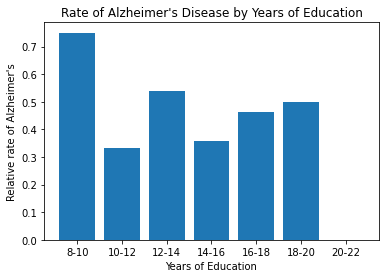 Rate of Alzheimer's Disease by Years of Education
Relative rate of Alzheimer's
0.7
0.6
0.5
0.4
0.3
0.2
0.1
0.0
8-10 10-12 12-14 14-16 16-18 18-20 20-22
Years of Education